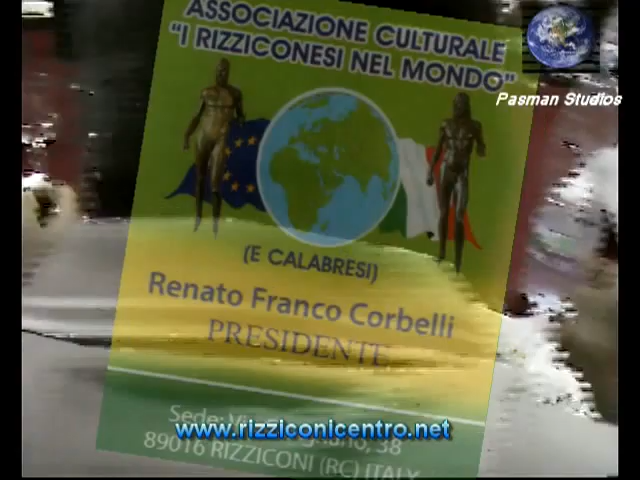 ASSOCIAZIONE CULTURALE
"I RIZZICONESI NEL MONDO"
Pasman Studios
(E CALABRESI)
Renato Franco Corbelli
PRESIDENTE
Sede: 38
www.rizziconicentro.net
89016 RIZZICONI (RC) ITALY